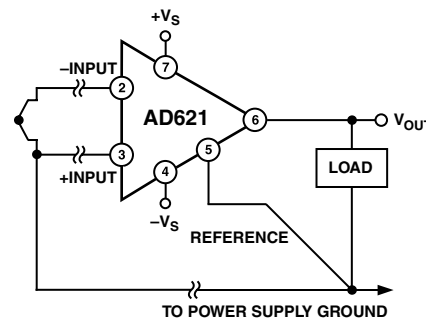 +VS
–INPUT
7
2
AD621
6
VOUT
3
5
+INPUT
4
LOAD
–VS
REFERENCE
TO POWER SUPPLY GROUND